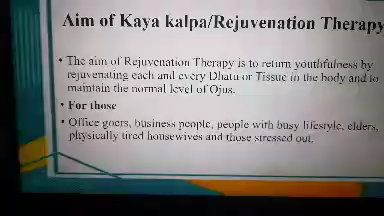 Aim of Kaya kalpa/Rejuvenation Therapy
• The aim of Rejuvenation Therapy is to return youthfulness by
rejuvenating each and every Dhatu or Tissue in the body and to
maintain the normal level of Ojus.
• For those
• Office goers, business people, people with busy lifestyle, elders,
physically tired housewives and those stressed out.